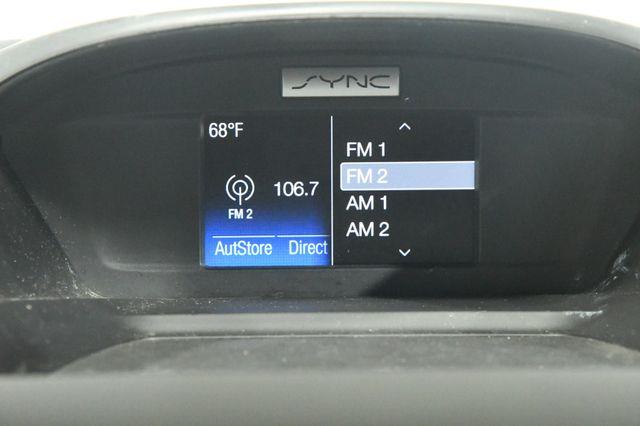 SYNC
68°F
106.7
FM 2
AutStore Direct
FM 1
FM 2
AM 1
AM 2